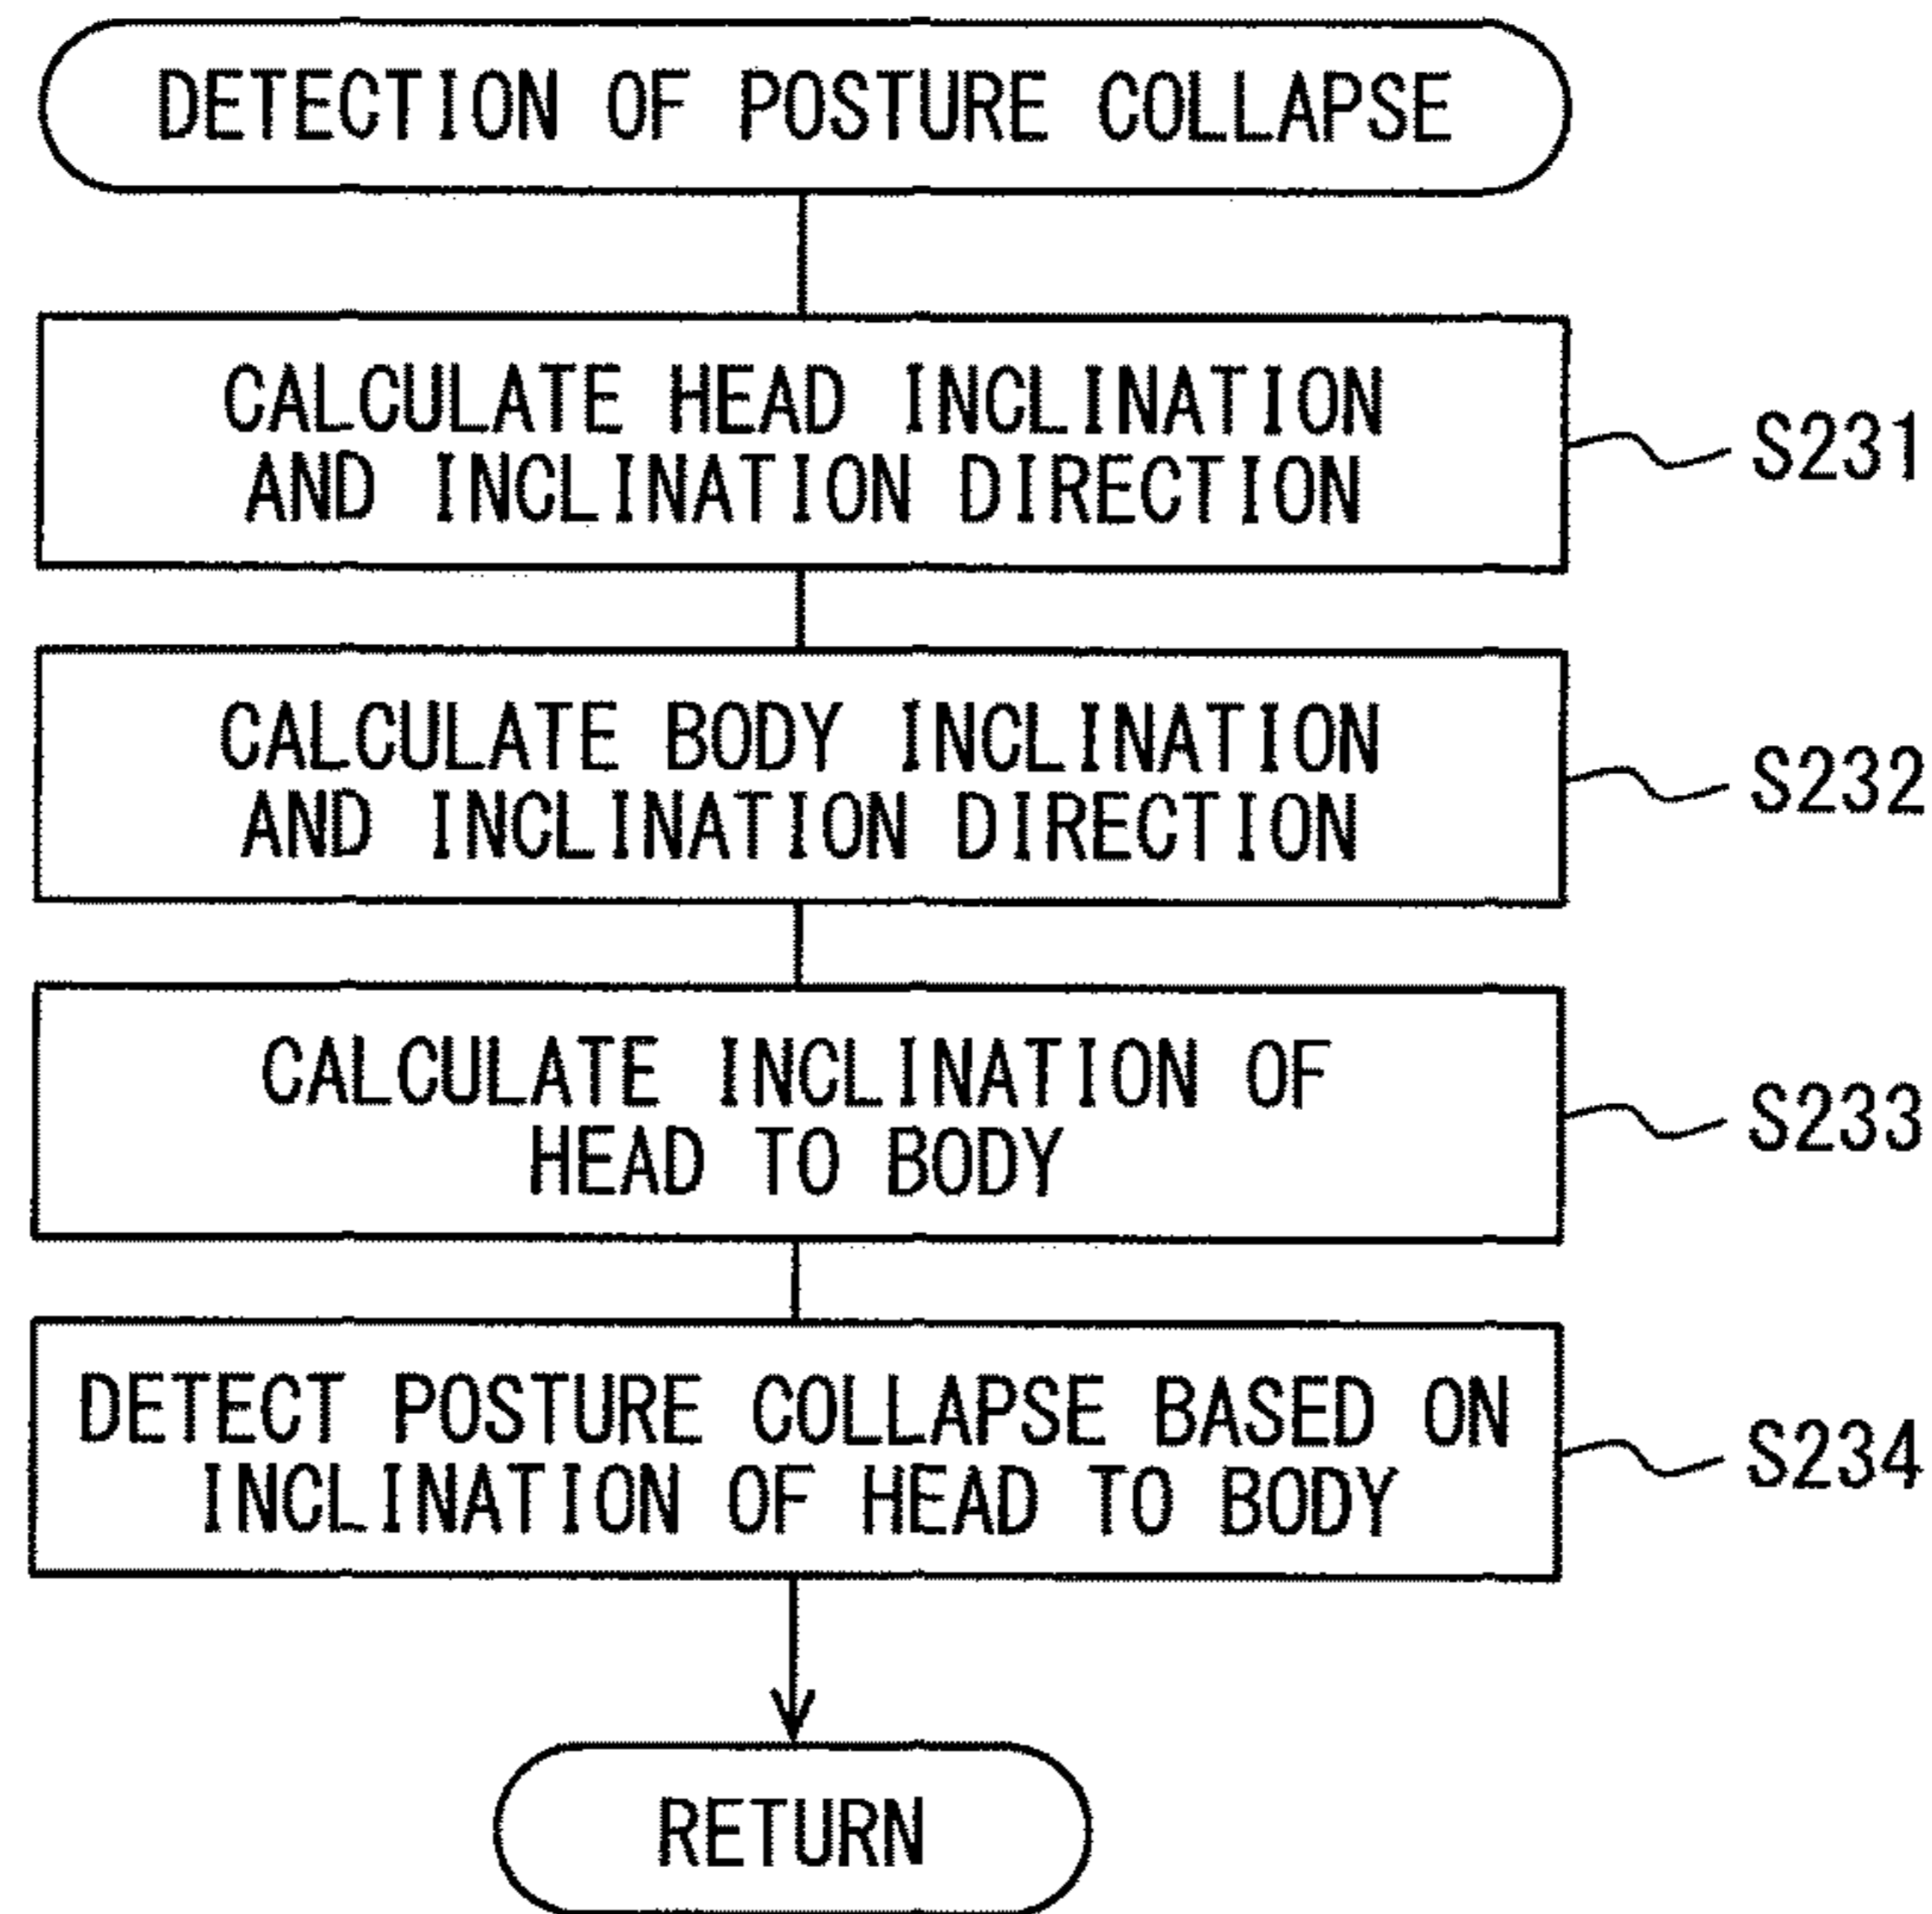 DETECTION OF POSTURE COLLAPSE
CALCULATE HEAD INCLINATION
AND INCLINATION DIRECTION
S231
CALCULATE BODY INCLINATION
AND INCLINATION DIRECTION
S232
CALCULATE INCLINATION OF
HEAD TO BODY
S233
DETECT POSTURE COLLAPSE BASED ON
INCLINATION OF HEAD TO BODY
S234
RETURN